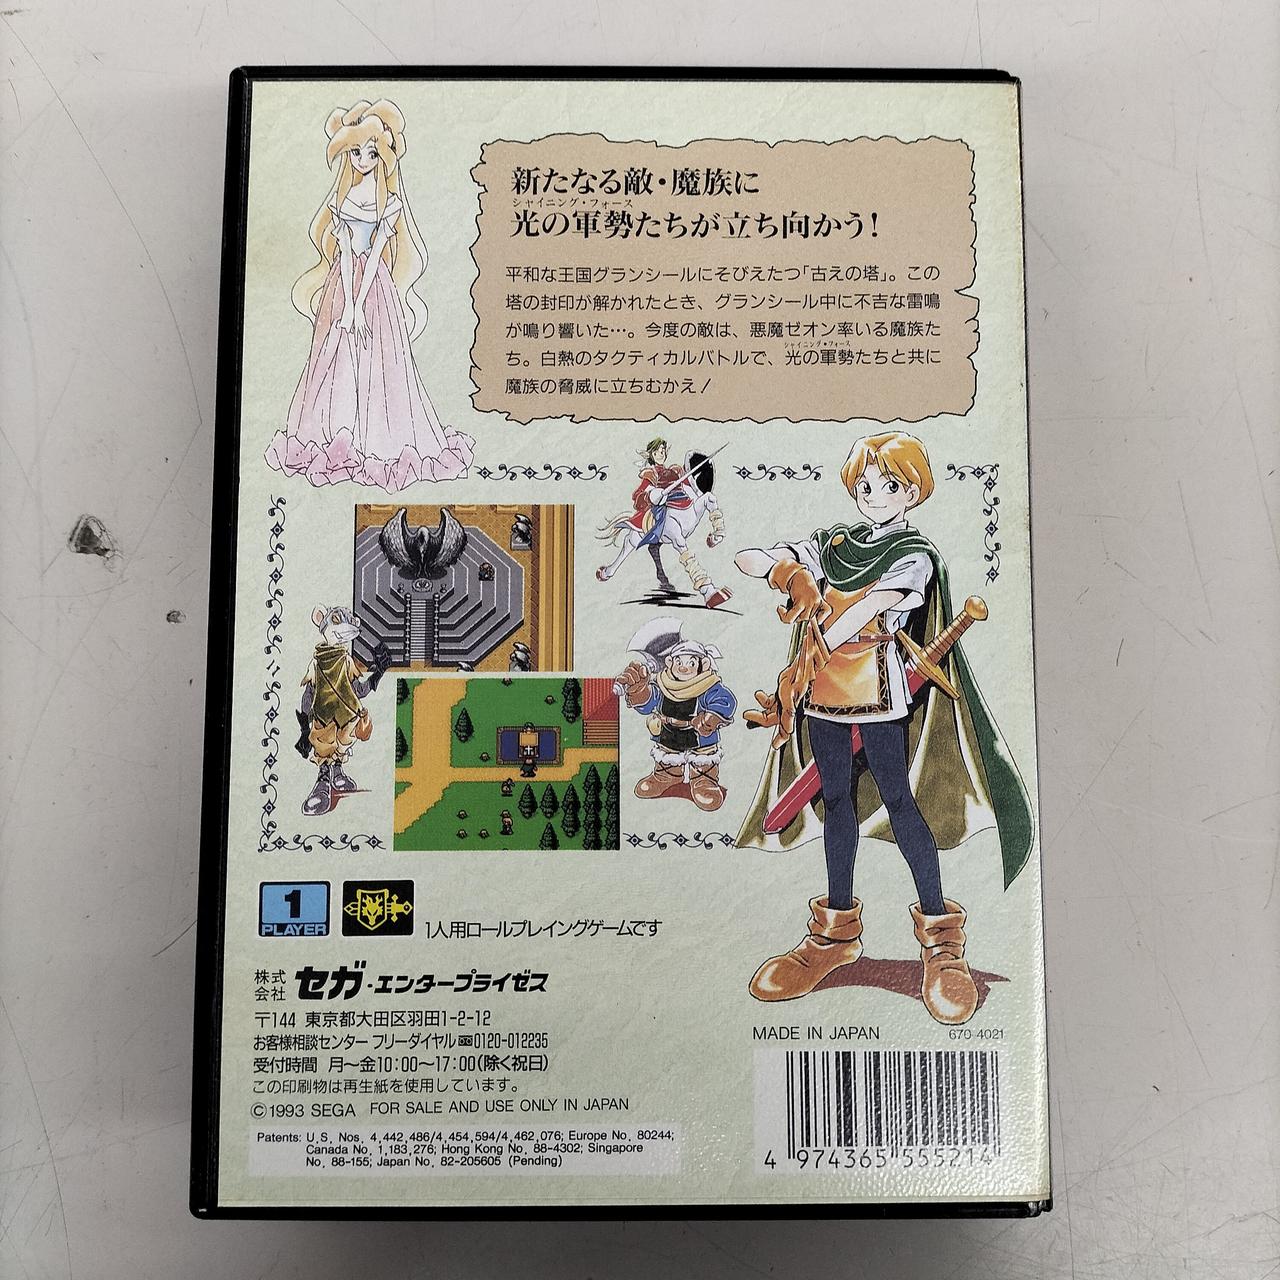 新たなる敵・魔族に
シャイニング・フォース
光の軍勢たちが立ち向かう!
平和な王国グランシールにそびえたつ「古えの塔」。この
塔の封印が解かれたとき、グランシール中に不吉な雷鳴
が鳴り響いた…。今度の敵は、悪魔ゼオン率いる魔族た
シャイニング・フォース
ち。白熱のタクティカルバトルで、光の軍勢たちと共に
魔族の脅威に立ちむかえ!
1
PLAYER
1人用ロールプレイングゲームです
株式会社 セガ・エンタープライゼス
〒144 東京都大田区羽田1-2-12
お客様相談センター フリーダイヤル 0120-012235
受付時間 月〜金10:00〜17:00(除く祝日)
この印刷物は再生紙を使用しています。
©1993 SEGA FOR SALE AND USE ONLY IN JAPAN
Patents: U.S. Nos. 4,442,486/4,454,594/4,462,076; Europe No. 80244;
Canada No. 1,183,276; Hong Kong No. 88-4302; Singapore
No. 88-155; Japan No. 82-205605 (Pending)
MADE IN JAPAN 670-4021
4 974365 555214